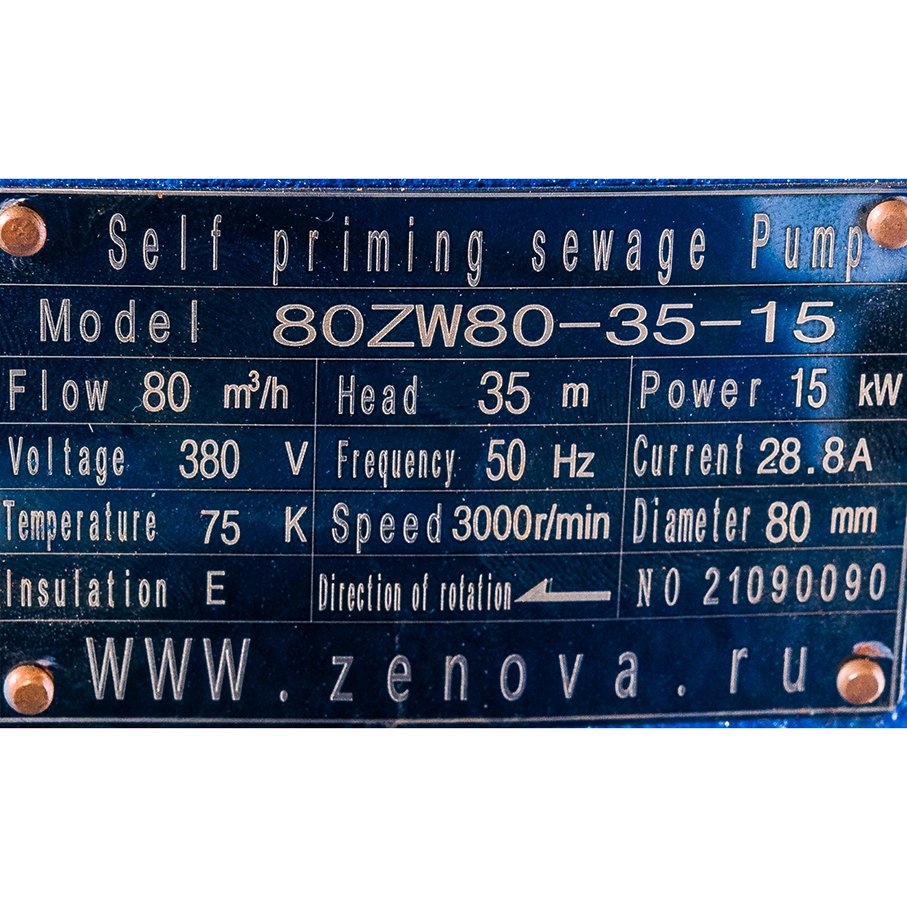 Self priming sewage Pump
Model 80ZW80-35-15
Flow 80 m³/h Head 35 m Power 15 kW
Voltage 380 V Frequency 50 Hz Current 28.8A
Temperature 75 K Speed 3000r/min Diameter 80 mm
Insulation E Direction of rotation NO 21090090
WWW.zenova.ru